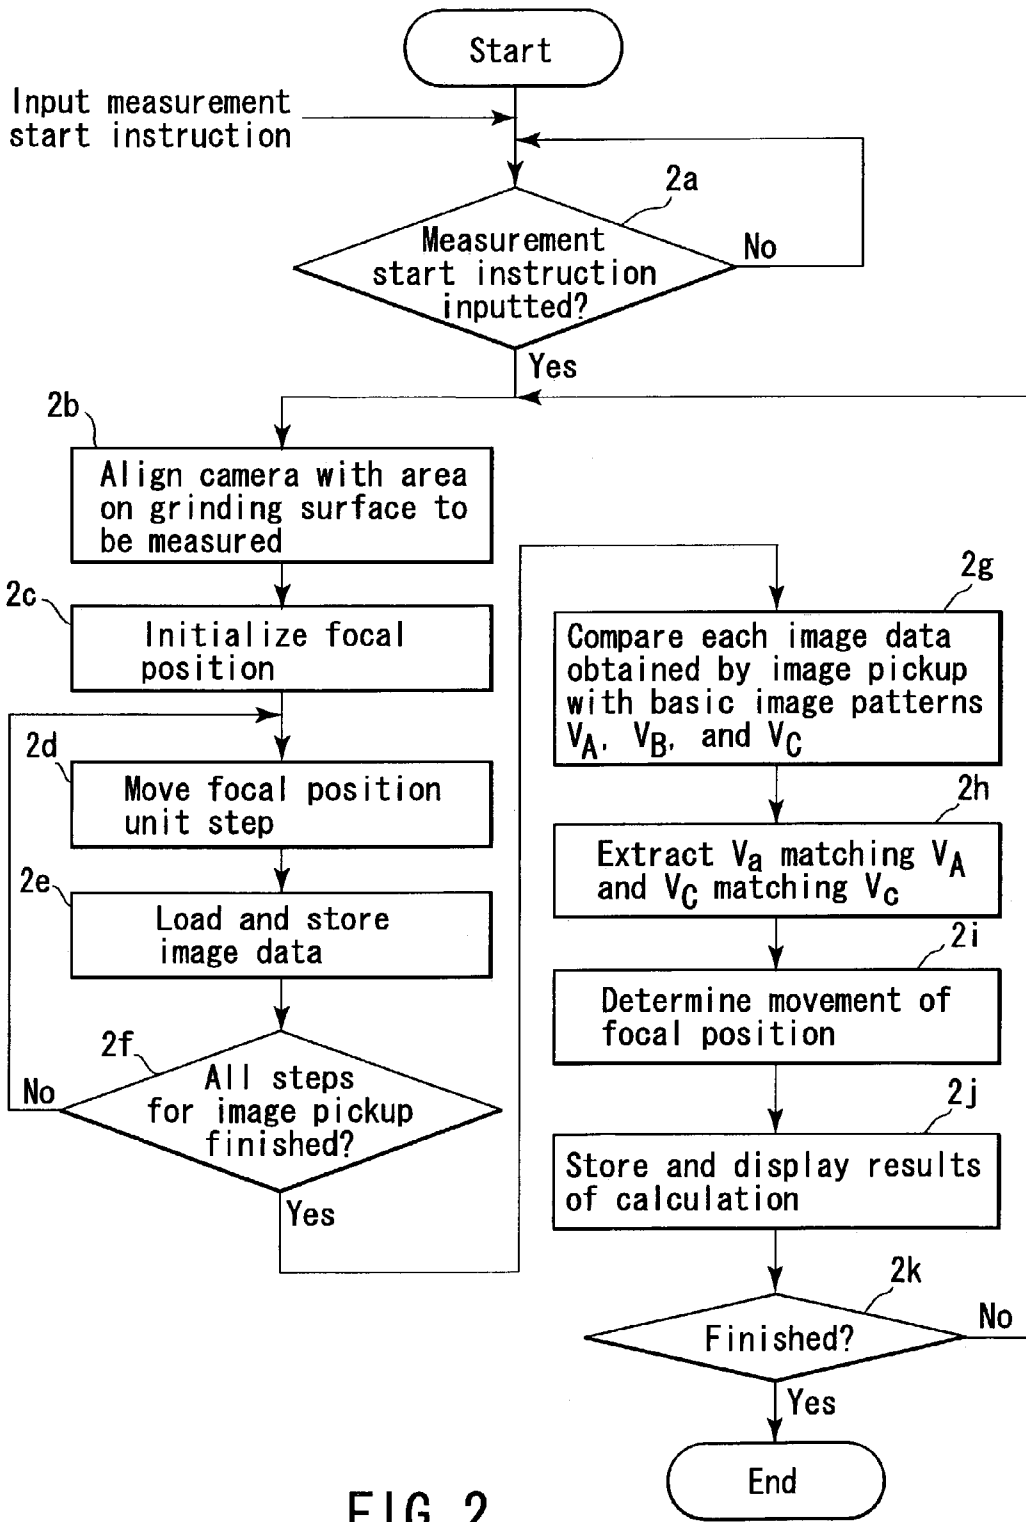 Start
Input measurement
start instruction
2a
Measurement
start instruction
inputted?
No
Yes
2b
Align camera with area
on grinding surface to
be measured
2c
Initialize focal
position
2d
Move focal position
unit step
2e
Load and store
image data
2f
All steps
for image pickup
finished?
No
Yes
2g
Compare each image data
obtained by image pickup
with basic image patterns
VA, VB, and VC
2h
Extract Va matching VA
and VC matching Vc
2i
Determine movement of
focal position
2j
Store and display results
of calculation
2k
Finished?
No
Yes
End
FIG. 2